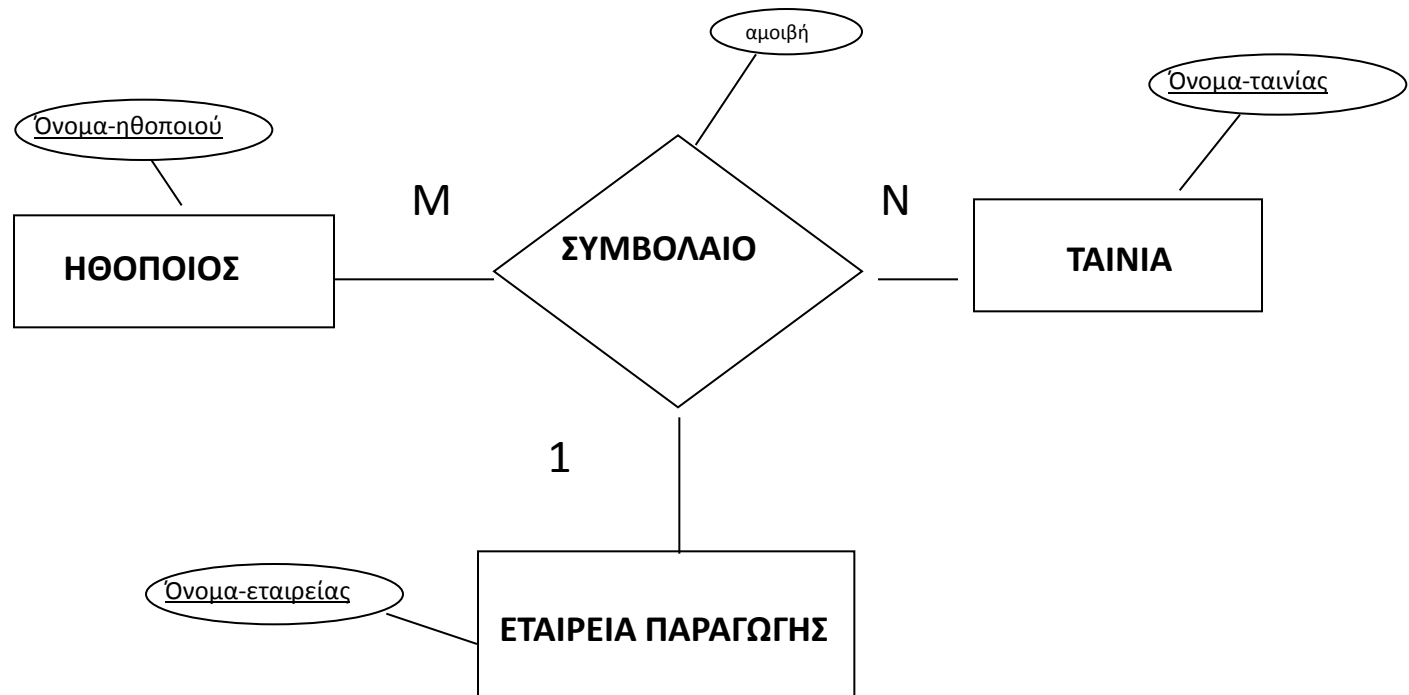 αμοιβή
Όνομα-ταινίας
Όνομα-ηθοποιού
M
N
ΣΥΜΒΟΛΑΙΟ
ΗΘΟΠΟΙΟΣ
ΤΑΙΝΙΑ
1
Όνομα-εταιρείας
ΕΤΑΙΡΕΙΑ ΠΑΡΑΓΩΓΗΣ